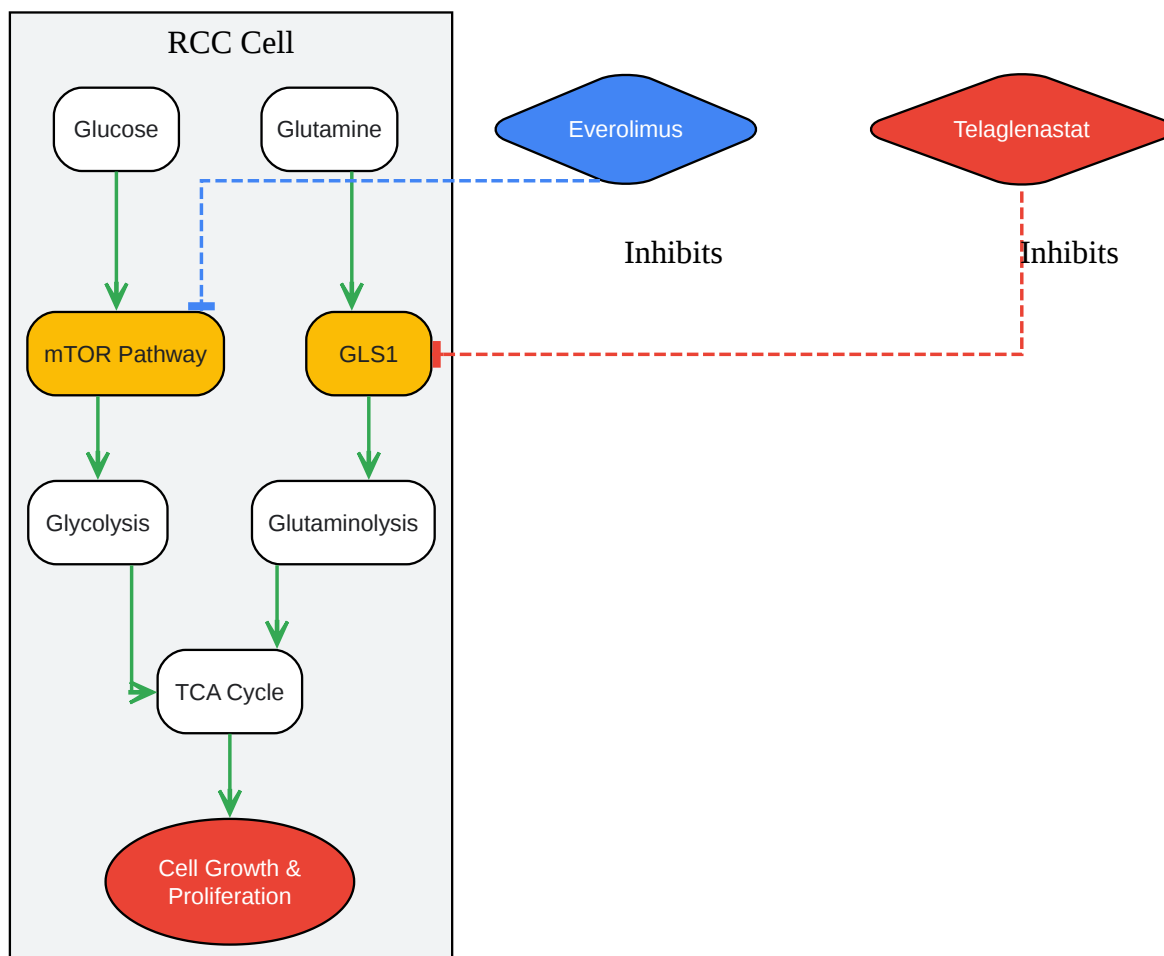 RCC Cell
Glucose
Glutamine
Everolimus
Telaglenastat
Inhibits
Inhibits
mTOR Pathway
GLS1
Glycolysis
Glutaminolysis
TCA Cycle
Cell Growth &
Proliferation